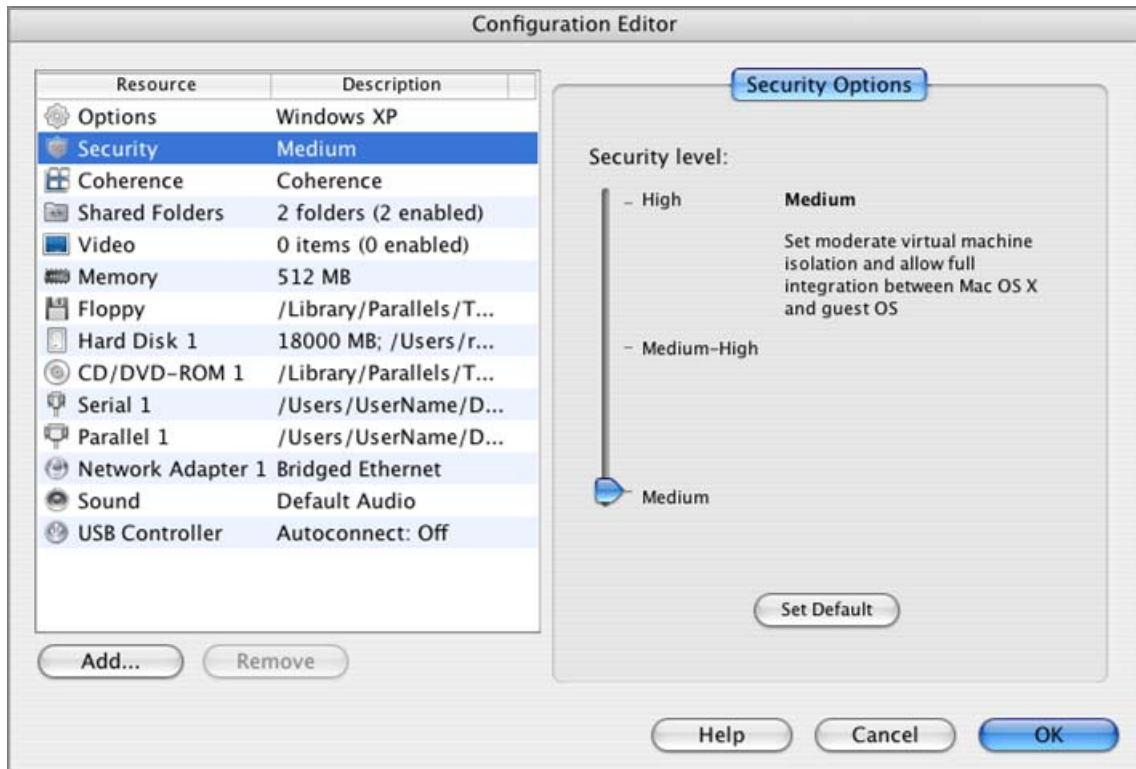 Configuration Editor
Resource Description
Options Windows XP
Security Medium
Coherence Coherence
Shared Folders 2 folders (2 enabled)
Video 0 items (0 enabled)
Memory 512 MB
Floppy /Library/Parallels/T...
Hard Disk 1 18000 MB; /Users/r...
CD/DVD-ROM 1 /Library/Parallels/T...
Serial 1 /Users/UserName/D...
Parallel 1 /Users/UserName/D...
Network Adapter 1 Bridged Ethernet
Sound Default Audio
USB Controller Autoconnect: Off
Add... Remove
Security Options
Security level:
High
Medium-High
Medium
Medium
Set moderate virtual machine
isolation and allow full
integration between Mac OS X
and guest OS
Set Default
Help Cancel OK